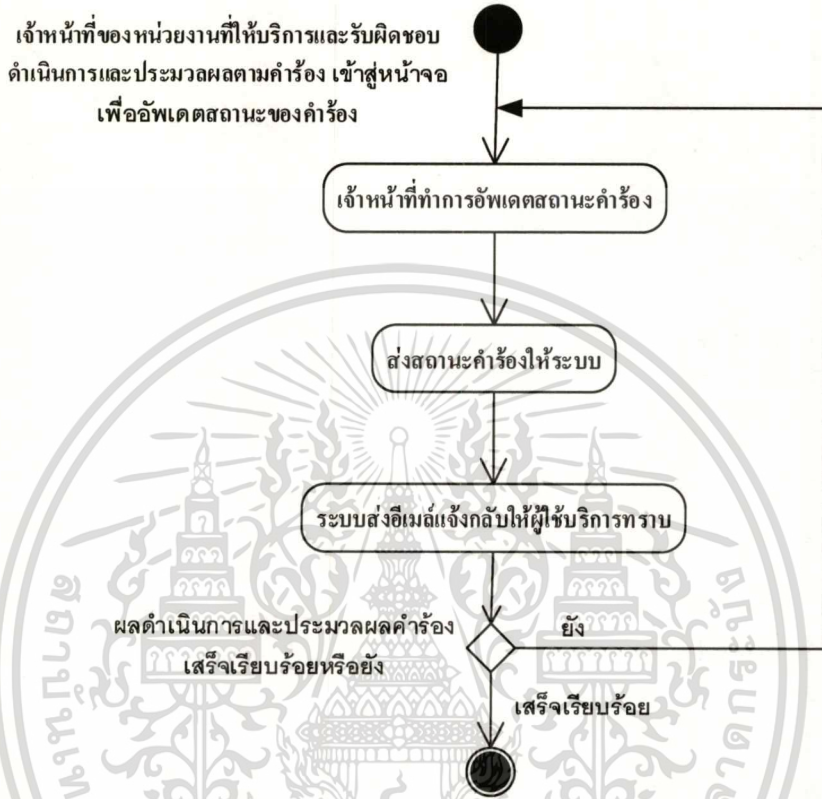 เจ้าหน้าที่ของหน่วยงานที่ให้บริการและรับผิดชอบ
ดำเนินการและประมวลผลตามคำร้อง เข้าสู่หน้าจอ
เพื่ออัพเดตสถานะของคำร้อง
เจ้าหน้าที่ทำการอัพเดตสถานะคำร้อง
ส่งสถานะคำร้องให้ระบบ
ระบบส่งอีเมล์แจ้งกลับให้ผู้ใช้บริการทราบ
ผลดำเนินการและประมวลผลคำร้อง
เสร็จเรียบร้อยหรือยัง
ยัง
เสร็จเรียบร้อย